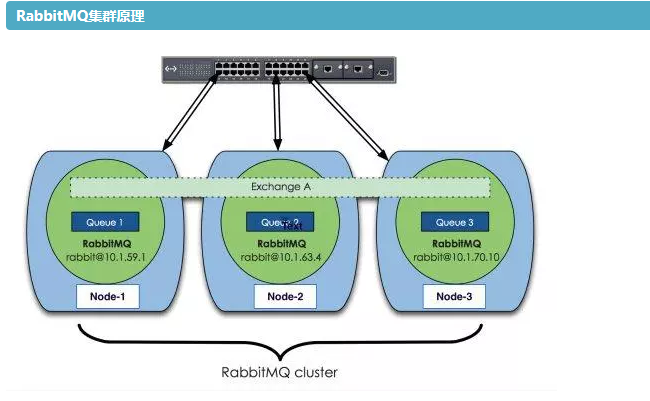 RabbitMQ集群原理
Exchange A
Queue 1
Queue 2
Text
Queue 3
RabbitMQ
RabbitMQ
RabbitMQ
rabbit@10.1.59.1
rabbit@10.1.63.4
rabbit@10.1.70.10
Node-1
Node-2
Node-3
RabbitMQ cluster